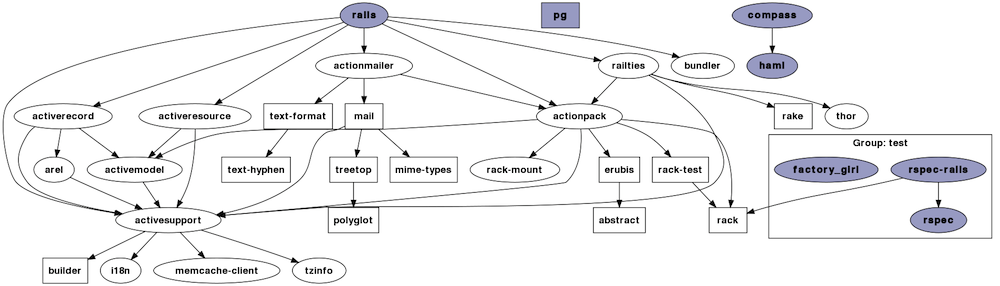 rails
pg
compass
actionmailer
railties
bundler
haml
activerecord
activeresource
text-format
mail
actionpack
rake
thor
Group: test
arel
activemodel
text-hyphen
treetop
mime-types
rack-mount
erubis
rack-test
factory_girl
rspec-rails
activesupport
polyglot
abstract
rack
rspec
builder
i18n
memcache-client
tzinfo